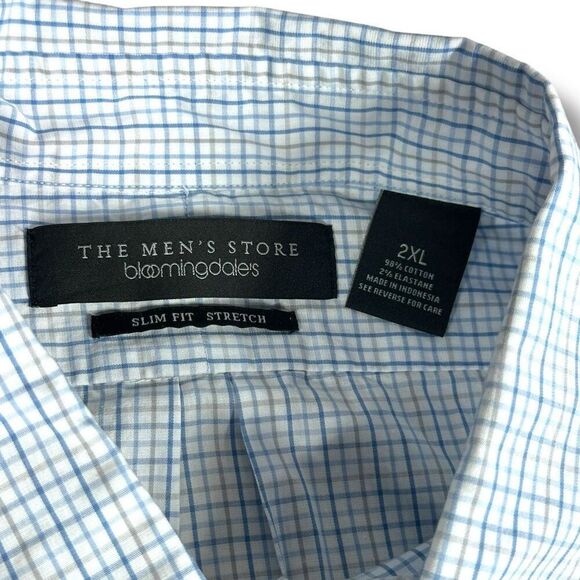 THE MEN'S STORE
bloomingdale's
SLIM FIT STRETCH
2XL
98% COTTON
2% ELASTANE
MADE IN INDONESIA
SEE REVERSE FOR CARE